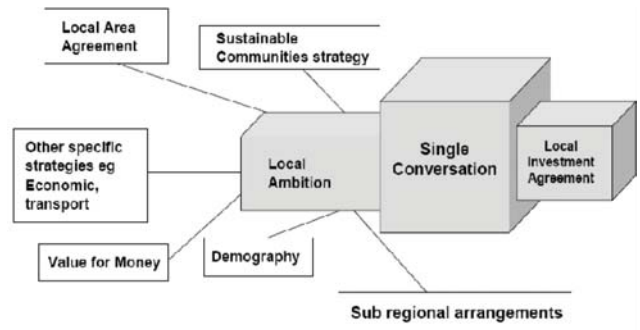 Local Area
Agreement
Sustainable
Communities strategy
Other specific
strategies eg
Economic,
transport
Local
Ambition
Single
Conversation
Local
Investment
Agreement
Value for Money
Demography
Sub regional arrangements